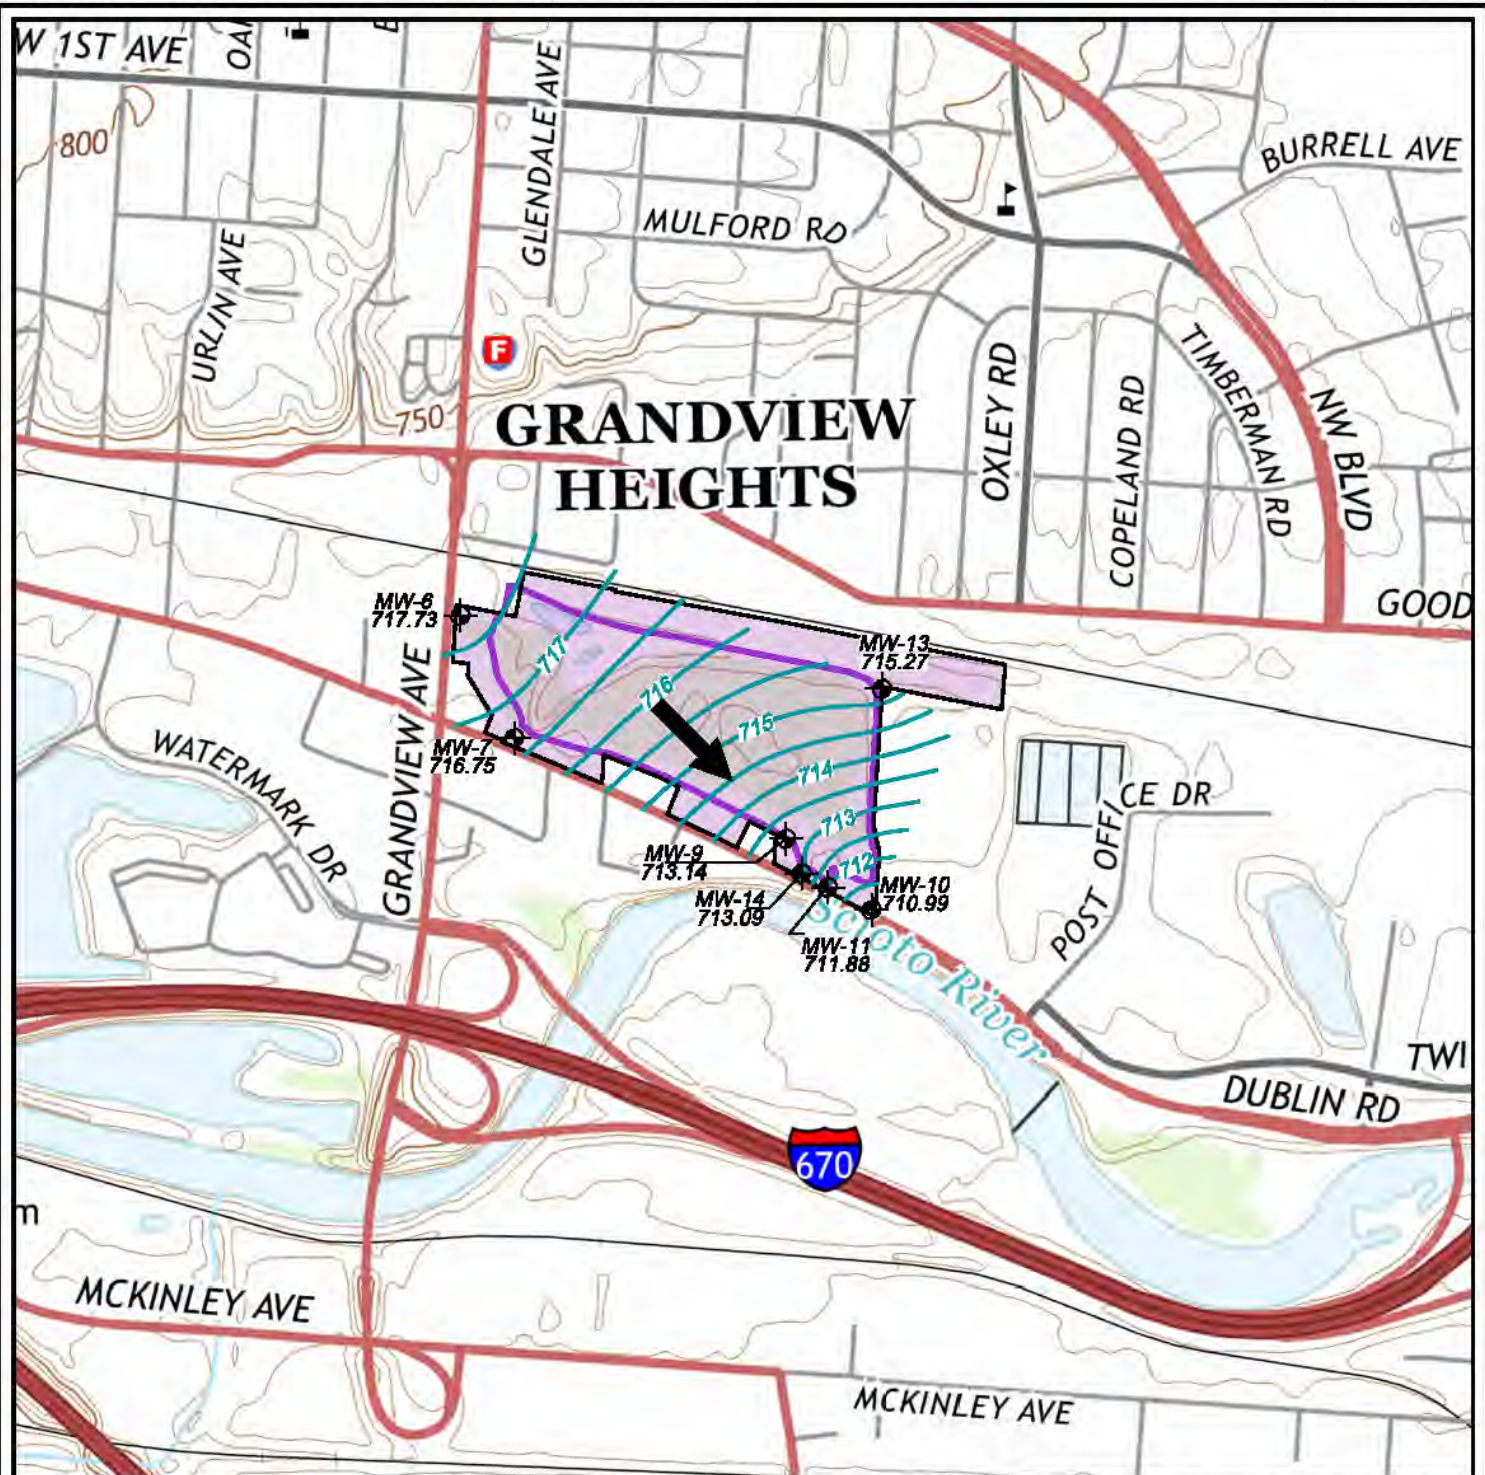 W 1ST AVE
GLENDALE AVE
800
BURRELL AVE
MULFORD RD
URLIN AVE
F
750
GRANDVIEW
HEIGHTS
OXLEY RD
COPELAND RD
TIMBERMAN RD
NW BLVD
GOOD
MW-6
717.73
MW-13
715.27
717
716
715
714
713
712
MW-7
716.75
MW-9
713.14
MW-14
713.09
MW-11
711.88
MW-10
710.99
GRANDVIEW AVE
WATERMARK DR
POST OFFICE DR
Scioto River
TWI
DUBLIN RD
670
m
MCKINLEY AVE
MCKINLEY AVE